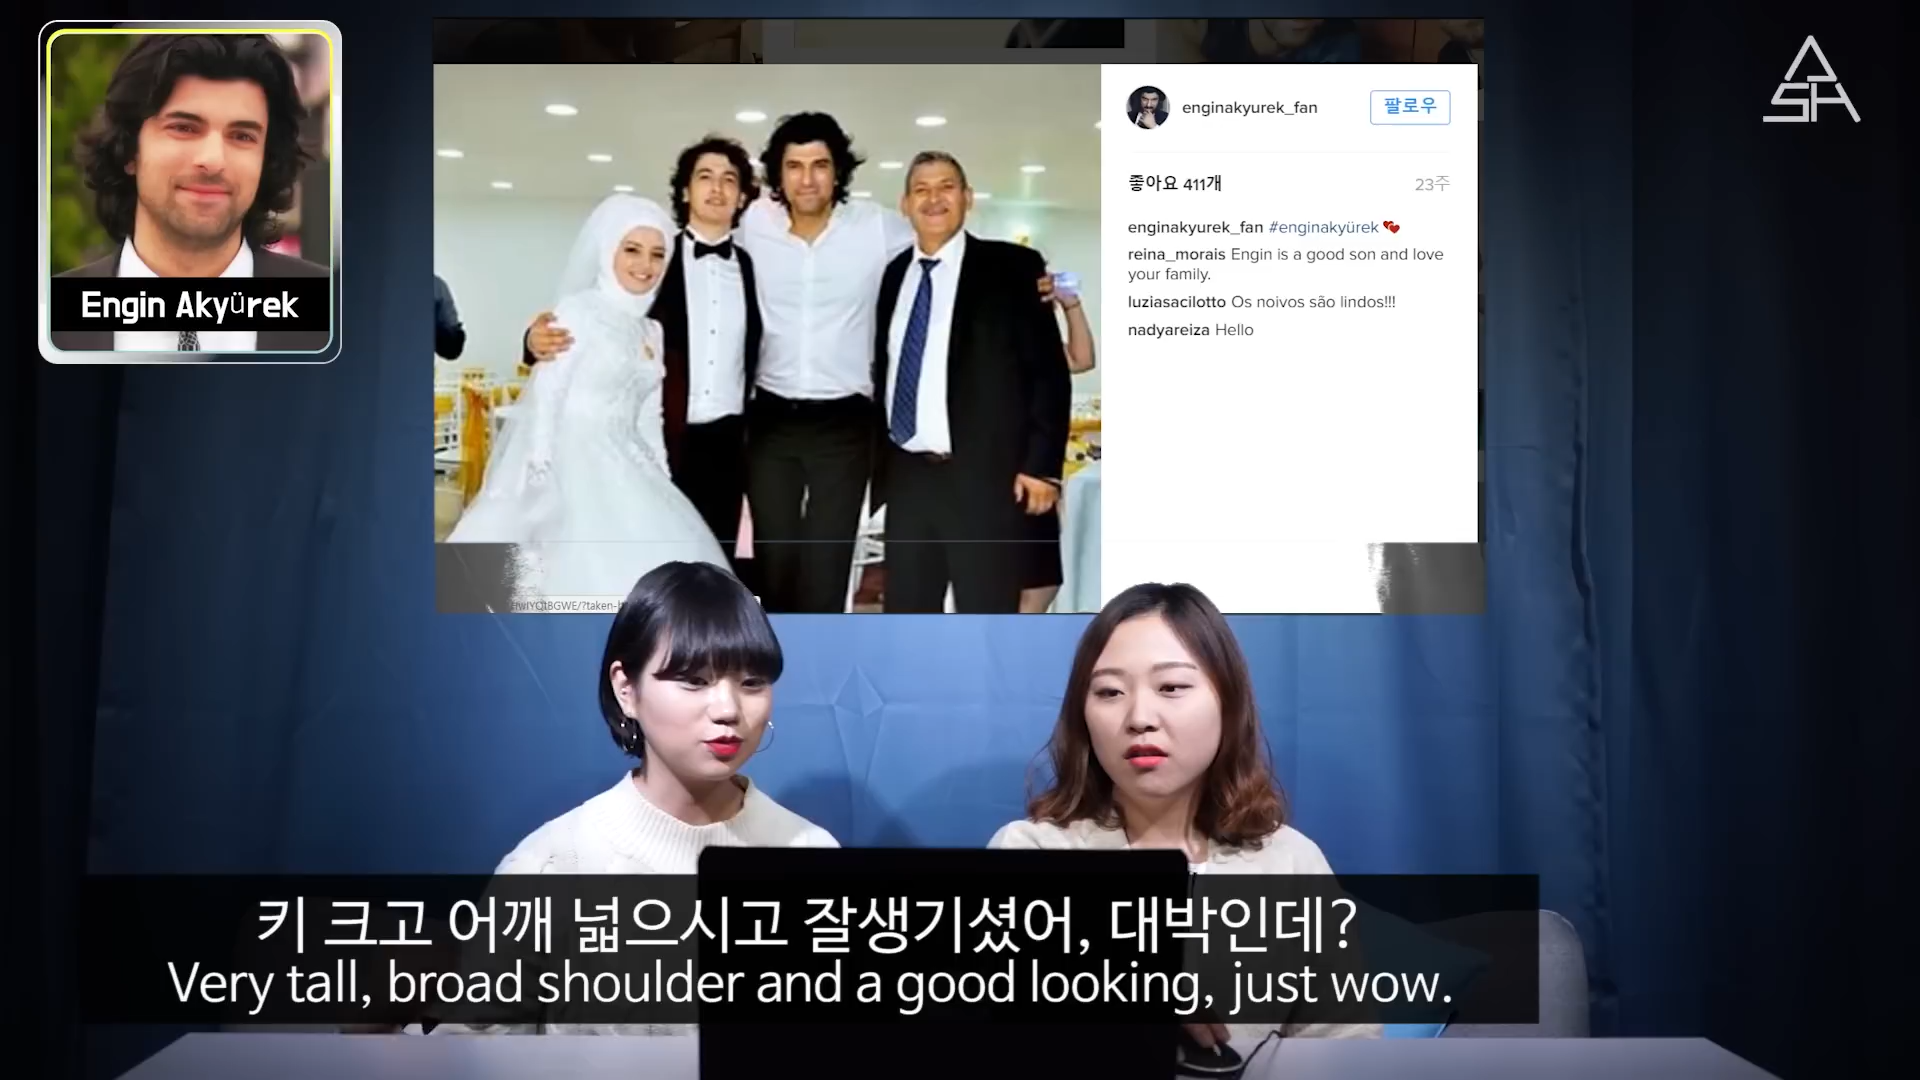 Engin Akyürek
ASH
enginakyurek_fan
팔로우
좋아요 411개
23주
enginakyurek_fan #enginakyürek
reina_morais Engin is a good son and love
your family.
luziasacilotto Os noivos são lindos!!!
nadyareiza Hello
키 크고 어깨 넓으시고 잘생기셨어, 대박인데?
Very tall, broad shoulder and a good looking, just wow.